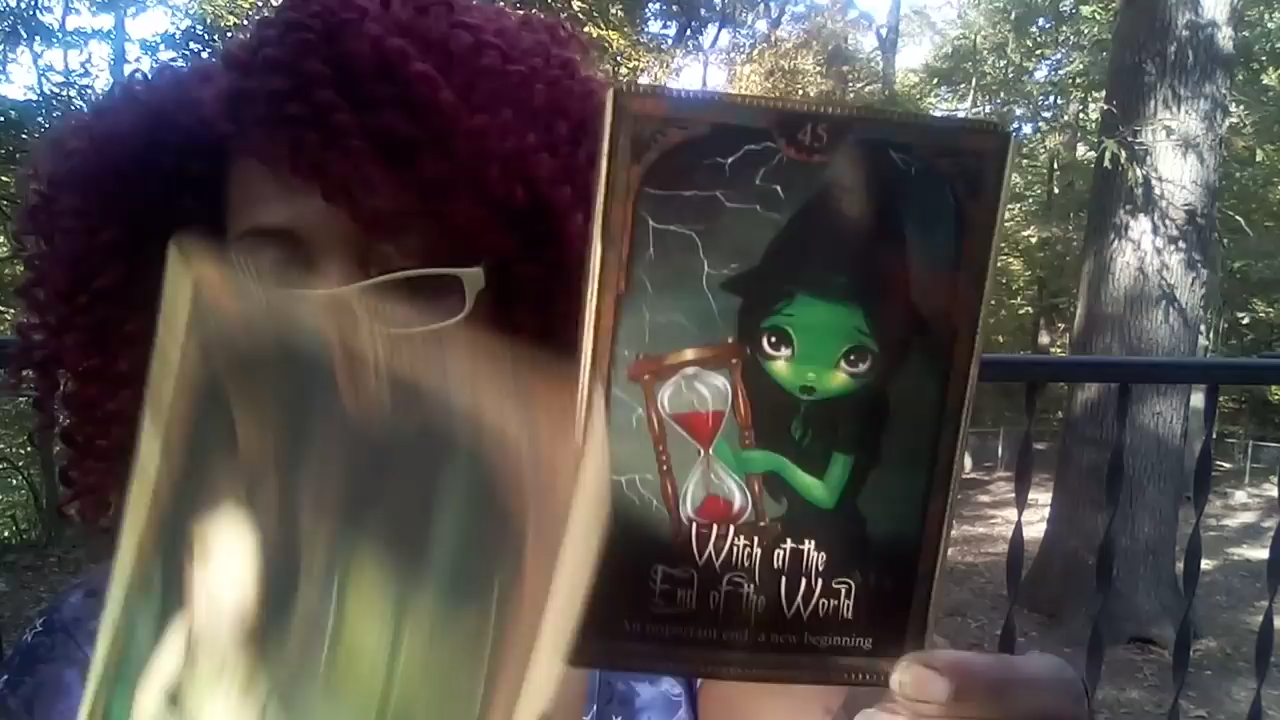 45
Witch at the
End of the World
An important end, a new beginning